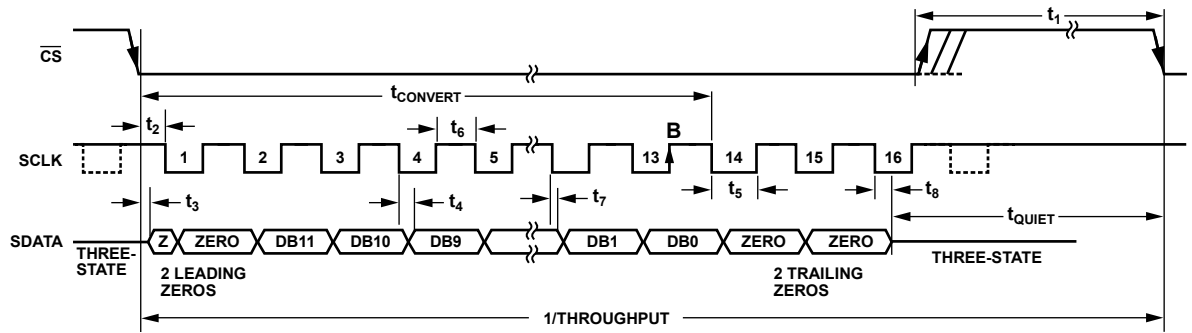 t1
CS
tCONVERT
t2
t6
B
SCLK
1
2
3
4
5
13
14
15
16
t3
t4
t7
t5
t8
tQUIET
SDATA
Z
ZERO
DB11
DB10
DB9
DB1
DB0
ZERO
ZERO
THREE-
STATE
THREE-STATE
2 LEADING
ZEROS
2 TRAILING
ZEROS
1/THROUGHPUT